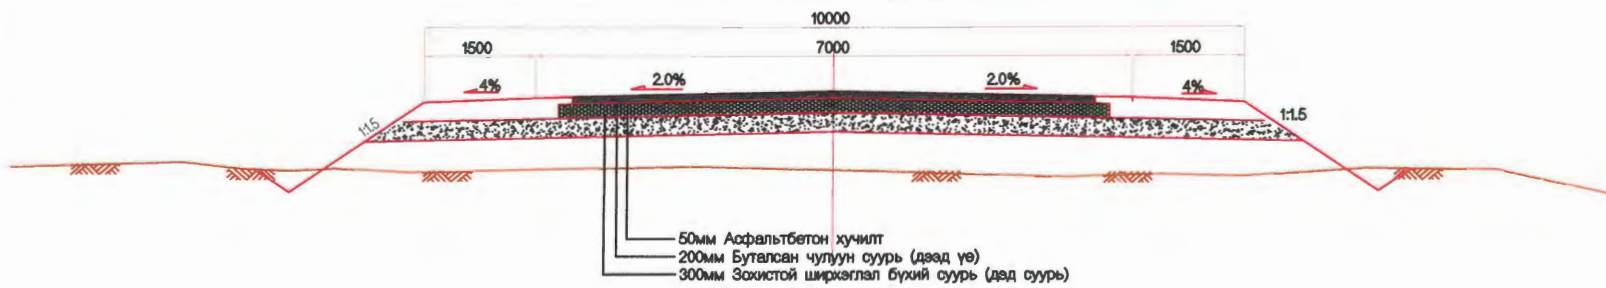 10000
1500 7000 1500
4% 2.0% 2.0% 4%
1:1.5 1:1.5
50мм Асфальтбетон хучилт
200мм Буталсан чулуун суурь (дээд үе)
300мм Зохистой ширхэглэл бүхий суурь (дэд суурь)